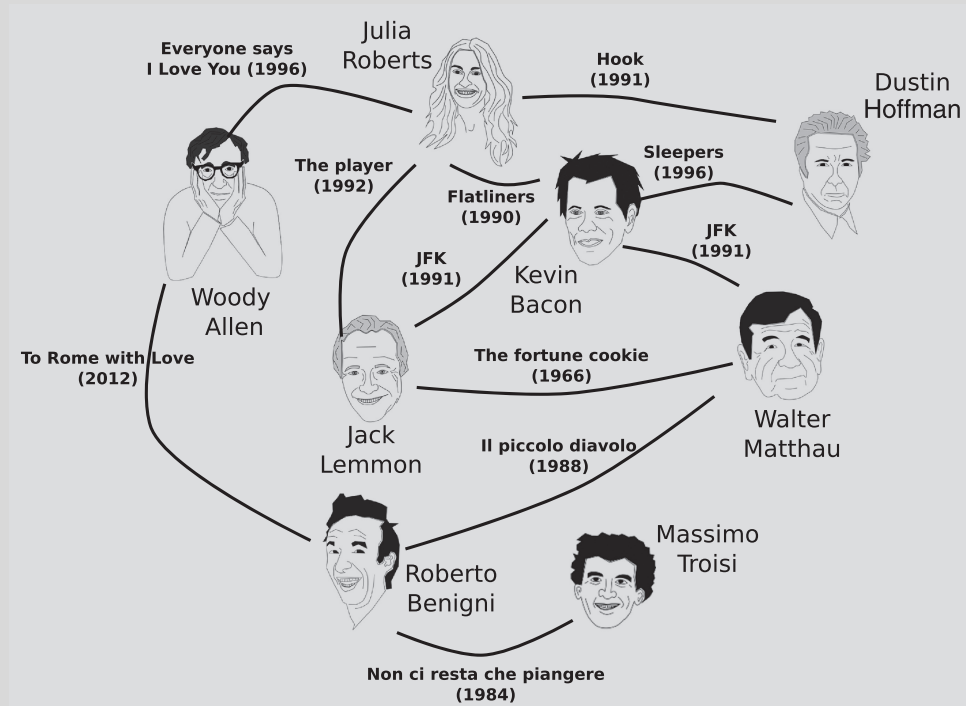 Julia
Roberts
Everyone says
I Love You (1996)
Hook
(1991)
Dustin
Hoffman
The player
(1992)
Sleepers
(1996)
Flatliners
(1990)
JFK
(1991)
JFK
(1991)
Kevin
Bacon
Woody
Allen
To Rome with Love
(2012)
The fortune cookie
(1966)
Walter
Matthau
Jack
Lemmon
Il piccolo diavolo
(1988)
Massimo
Troisi
Roberto
Benigni
Non ci resta che piangere
(1984)